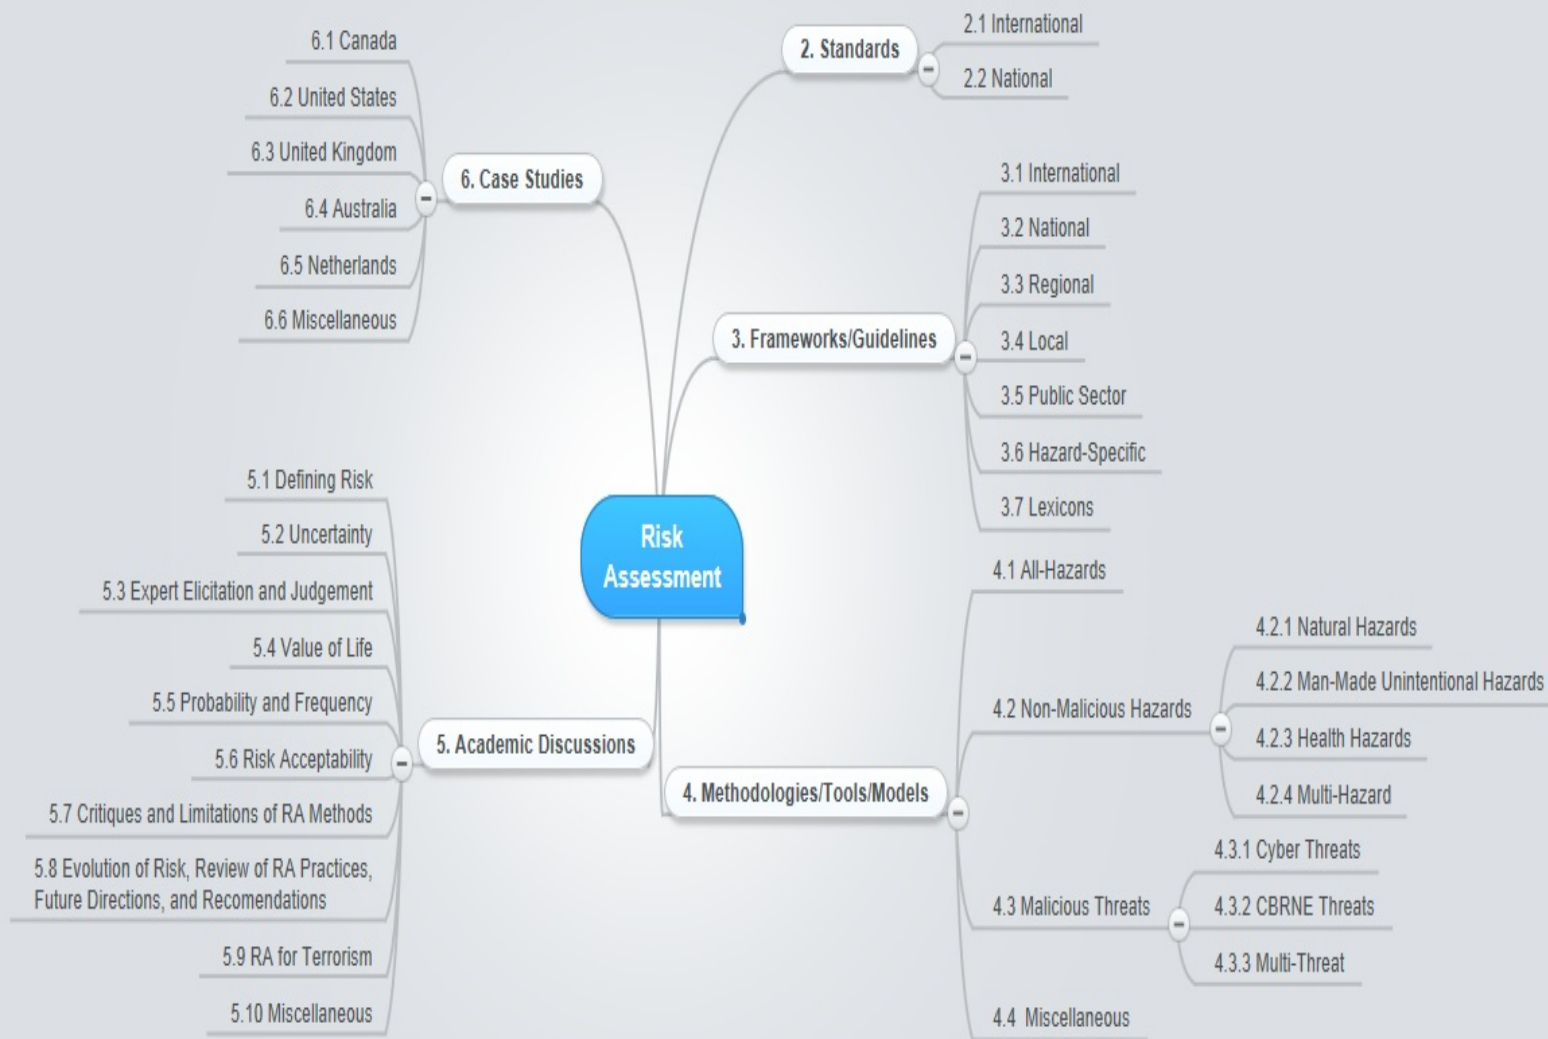 Risk
Assessment
2. Standards
2.1 International
2.2 National
3. Frameworks/Guidelines
3.1 International
3.2 National
3.3 Regional
3.4 Local
3.5 Public Sector
3.6 Hazard-Specific
3.7 Lexicons
4. Methodologies/Tools/Models
4.1 All-Hazards
4.2 Non-Malicious Hazards
4.2.1 Natural Hazards
4.2.2 Man-Made Unintentional Hazards
4.2.3 Health Hazards
4.2.4 Multi-Hazard
4.3 Malicious Threats
4.3.1 Cyber Threats
4.3.2 CBRNE Threats
4.3.3 Multi-Threat
4.4 Miscellaneous
5. Academic Discussions
5.1 Defining Risk
5.2 Uncertainty
5.3 Expert Elicitation and Judgement
5.4 Value of Life
5.5 Probability and Frequency
5.6 Risk Acceptability
5.7 Critiques and Limitations of RA Methods
5.8 Evolution of Risk, Review of RA Practices,
Future Directions, and Recomendations
5.9 RA for Terrorism
5.10 Miscellaneous
6. Case Studies
6.1 Canada
6.2 United States
6.3 United Kingdom
6.4 Australia
6.5 Netherlands
6.6 Miscellaneous